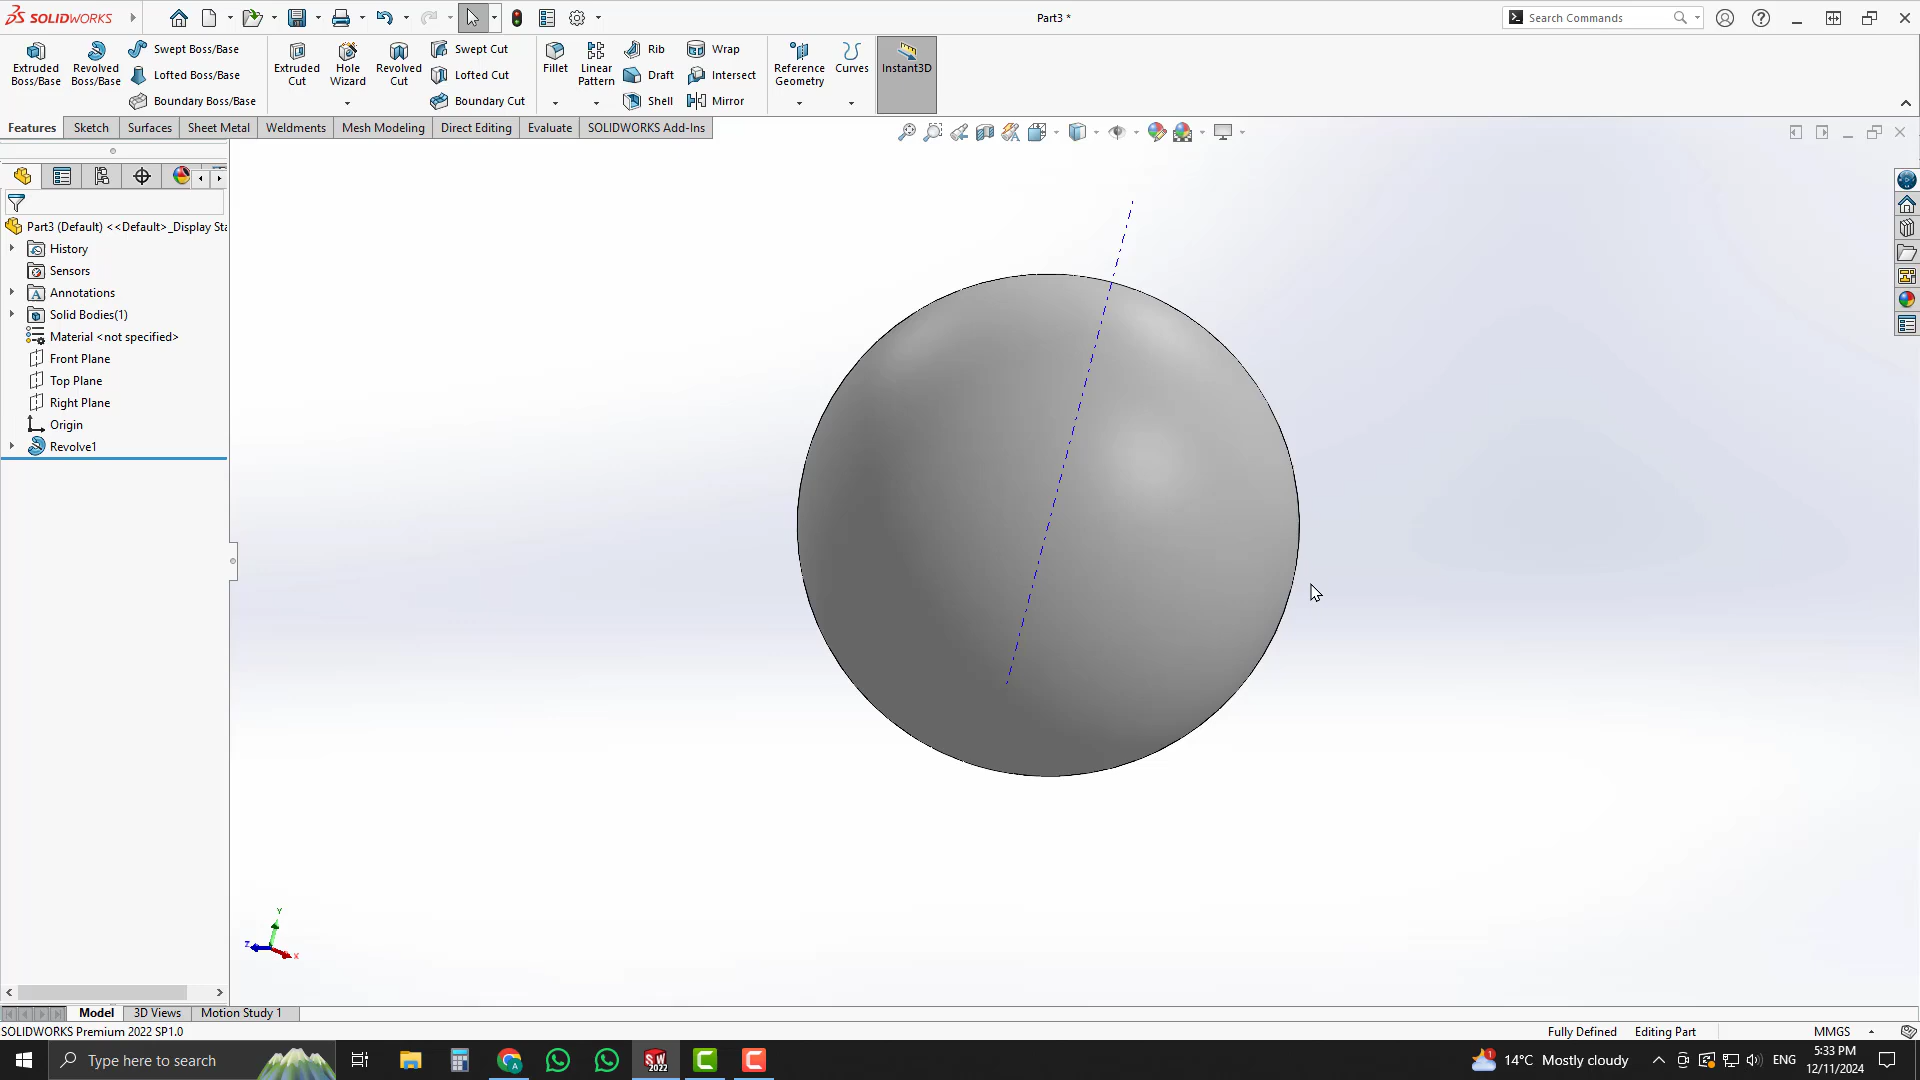 SOLIDWORKS
Part3 *
Search Commands
Extruded Boss/Base
Revolved Boss/Base
Swept Boss/Base
Lofted Boss/Base
Boundary Boss/Base
Extruded Cut
Hole Wizard
Revolved Cut
Swept Cut
Lofted Cut
Boundary Cut
Fillet
Linear Pattern
Rib
Draft
Shell
Wrap
Intersect
Mirror
Reference Geometry
Curves
Instant3D
Features
Sketch
Surfaces
Sheet Metal
Weldments
Mesh Modeling
Direct Editing
Evaluate
SOLIDWORKS Add-Ins
Part3 (Default) <<Default>_Display Sta
History
Sensors
Annotations
Solid Bodies(1)
Material <not specified>
Front Plane
Top Plane
Right Plane
Origin
Revolve1
Y
Z
X
Model
3D Views
Motion Study 1
SOLIDWORKS Premium 2022 SP1.0
Fully Defined
Editing Part
MMGS
Type here to search
SW
2022
1
14°C Mostly cloudy
ENG
5:33 PM
12/11/2024